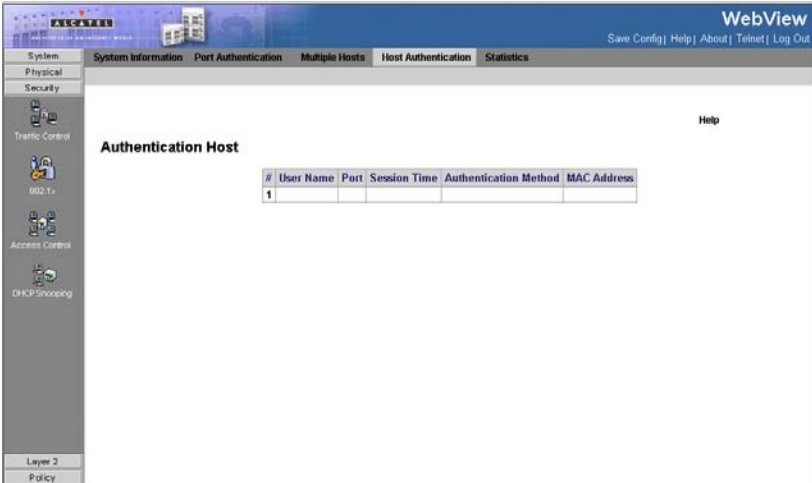 ALCATEL
WebView
Save Config | Help | About | Telnet | Log Out
System
Physical
Security
System Information Port Authentication Multiple Hosts Host Authentication Statistics
Help
Traffic Control
802.1x
Access Control
DHCP Snooping
Authentication Host
# User Name Port Session Time Authentication Method MAC Address
1
Layer 2
Policy